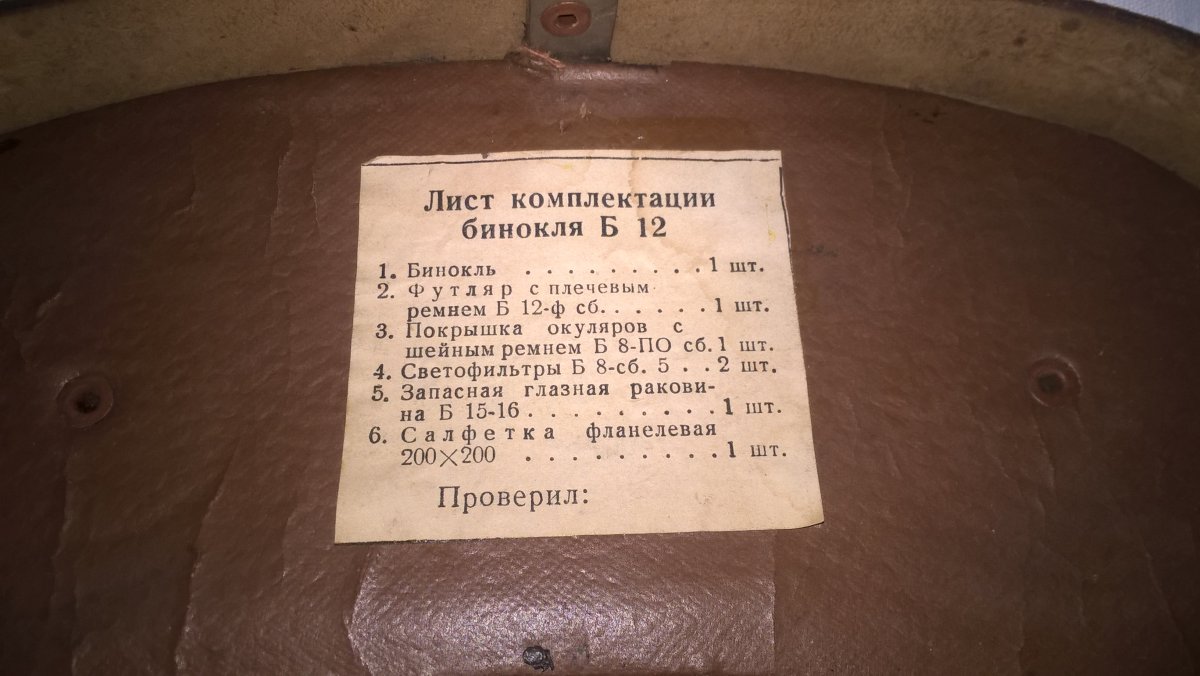 Лист комплектации
бинокля Б 12
1. Бинокль . . . . . . . . . 1 шт.
2. Футляр с плечевым
ремнем Б 12-ф сб. . . . . . 1 шт.
3. Покрышка окуляров с
шейным ремнем Б 8-ПО сб. 1 шт.
4. Светофильтры Б 8-сб. 5 . . 2 шт.
5. Запасная глазная ракови-
на Б 15-16 . . . . . . . . . 1 шт.
6. Салфетка фланелевая
200×200 . . . . . . . . . 1 шт.
Проверил: